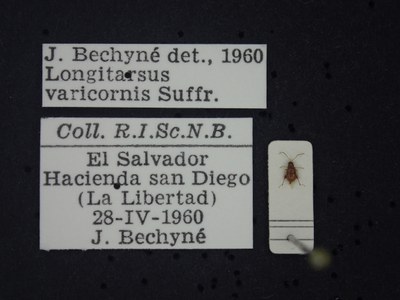 J. Bechyné det., 1960
Longitarsus
varicornis Suffr.
Coll. R.I.Sc.N.B.
El Salvador
Hacienda san Diego
(La Libertad)
28-IV-1960
J. Bechyné